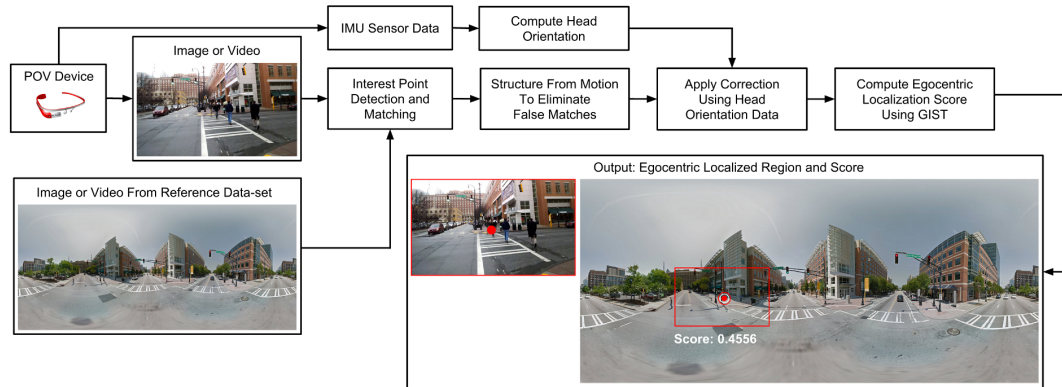 IMU Sensor Data
Compute Head
Orientation
Image or Video
POV Device
Interest Point
Detection and
Matching
Structure From Motion
To Eliminate
False Matches
Apply Correction
Using Head
Orientation Data
Compute Egocentric
Localization Score
Using GIST
Image or Video From Reference Data-set
Output: Egocentric Localized Region and Score
Score: 0.4556